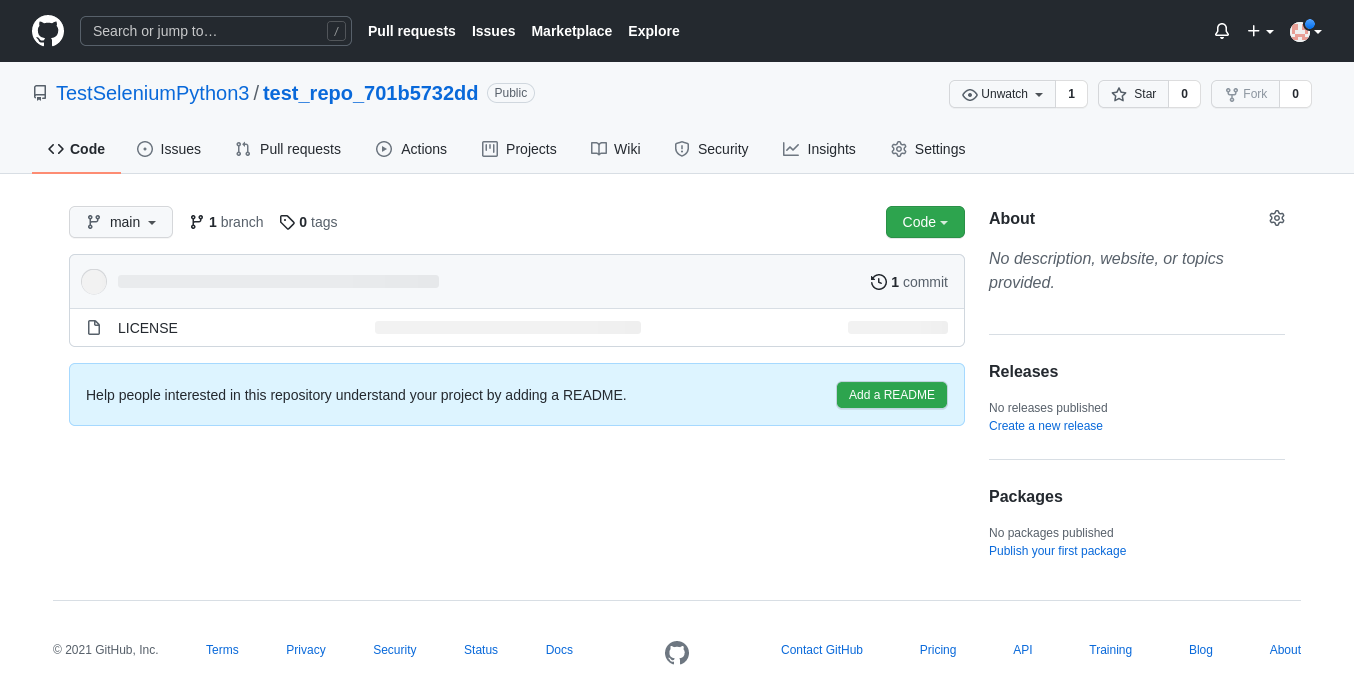 Search or jump to… /
Pull requests Issues Marketplace Explore
TestSeleniumPython3 / test_repo_701b5732dd Public
Unwatch 1 Star 0 Fork 0
Code Issues Pull requests Actions Projects Wiki Security Insights Settings
main 1 branch 0 tags Code
1 commit
LICENSE
Help people interested in this repository understand your project by adding a README. Add a README
About
No description, website, or topics
provided.
Releases
No releases published
Create a new release
Packages
No packages published
Publish your first package
© 2021 GitHub, Inc. Terms Privacy Security Status Docs Contact GitHub Pricing API Training Blog About